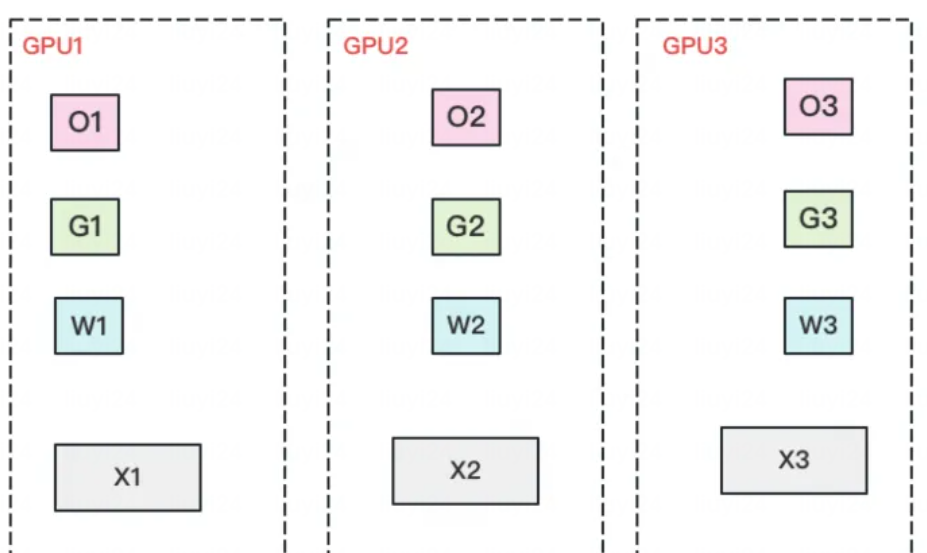 GPU1 GPU2 GPU3
O1 O2 O3
G1 G2 G3
W1 W2 W3
X1 X2 X3